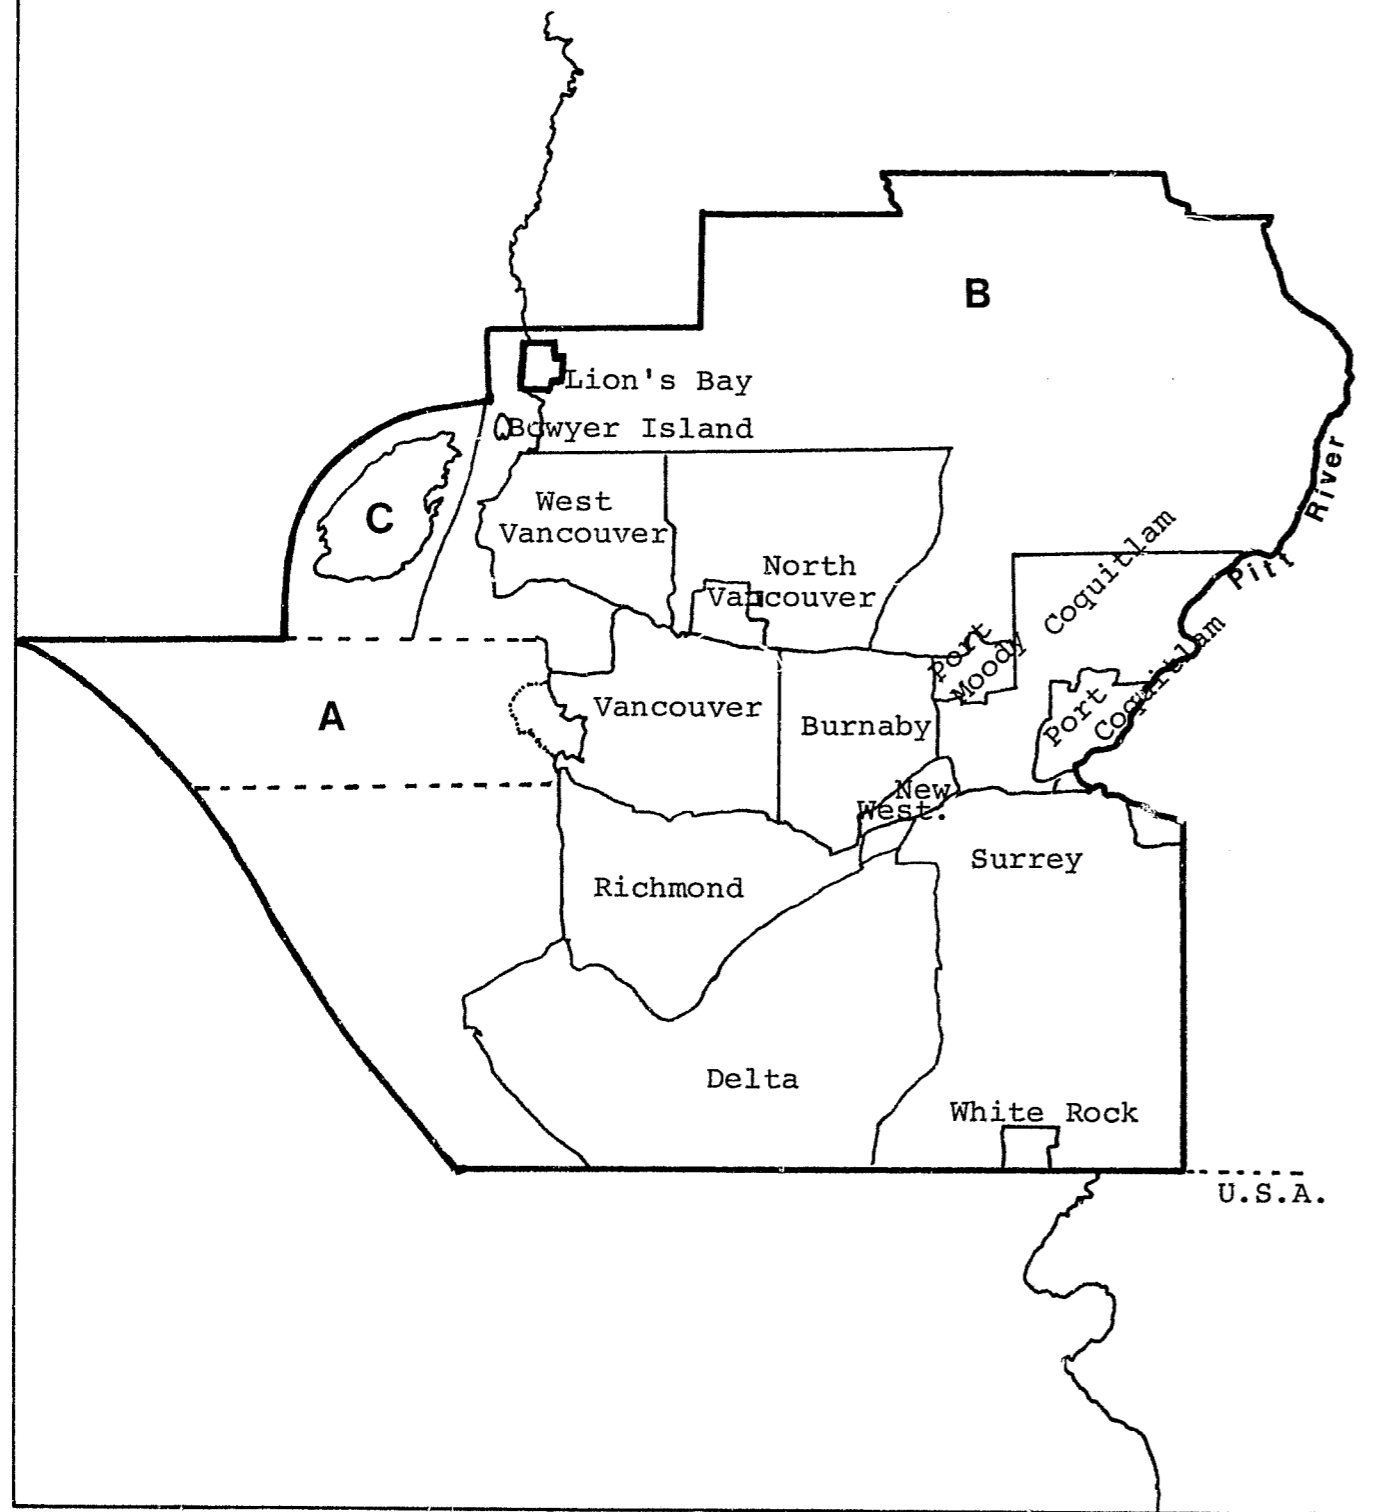 B
Lion's Bay
Bowyer Island
C
West
Vancouver
North
Vancouver
River
Pitt
Coquitlam
Port
Moody
Port
Coquitlam
A
Vancouver
Burnaby
New
West.
Surrey
Richmond
Delta
White Rock
U.S.A.